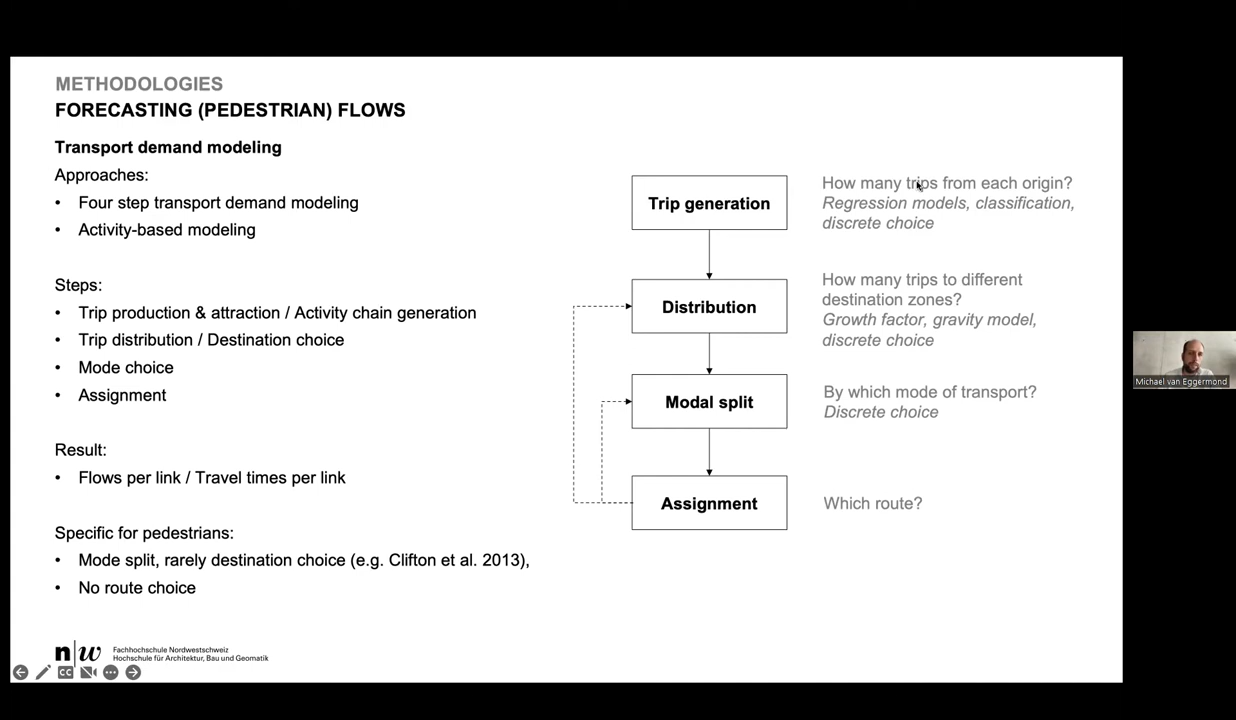 METHODOLOGIES
FORECASTING (PEDESTRIAN) FLOWS
Transport demand modeling
Approaches:
• Four step transport demand modeling
• Activity-based modeling
Steps:
• Trip production & attraction / Activity chain generation
• Trip distribution / Destination choice
• Mode choice
• Assignment
Result:
• Flows per link / Travel times per link
Specific for pedestrians:
• Mode split, rarely destination choice (e.g. Clifton et al. 2013),
• No route choice
Trip generation
How many trips from each origin?
Regression models, classification,
discrete choice
Distribution
How many trips to different
destination zones?
Growth factor, gravity model,
discrete choice
Modal split
By which mode of transport?
Discrete choice
Assignment
Which route?
n|w
Fachhochschule Nordwestschweiz
Hochschule für Architektur, Bau und Geomatik
CC
Michael van Eggermond